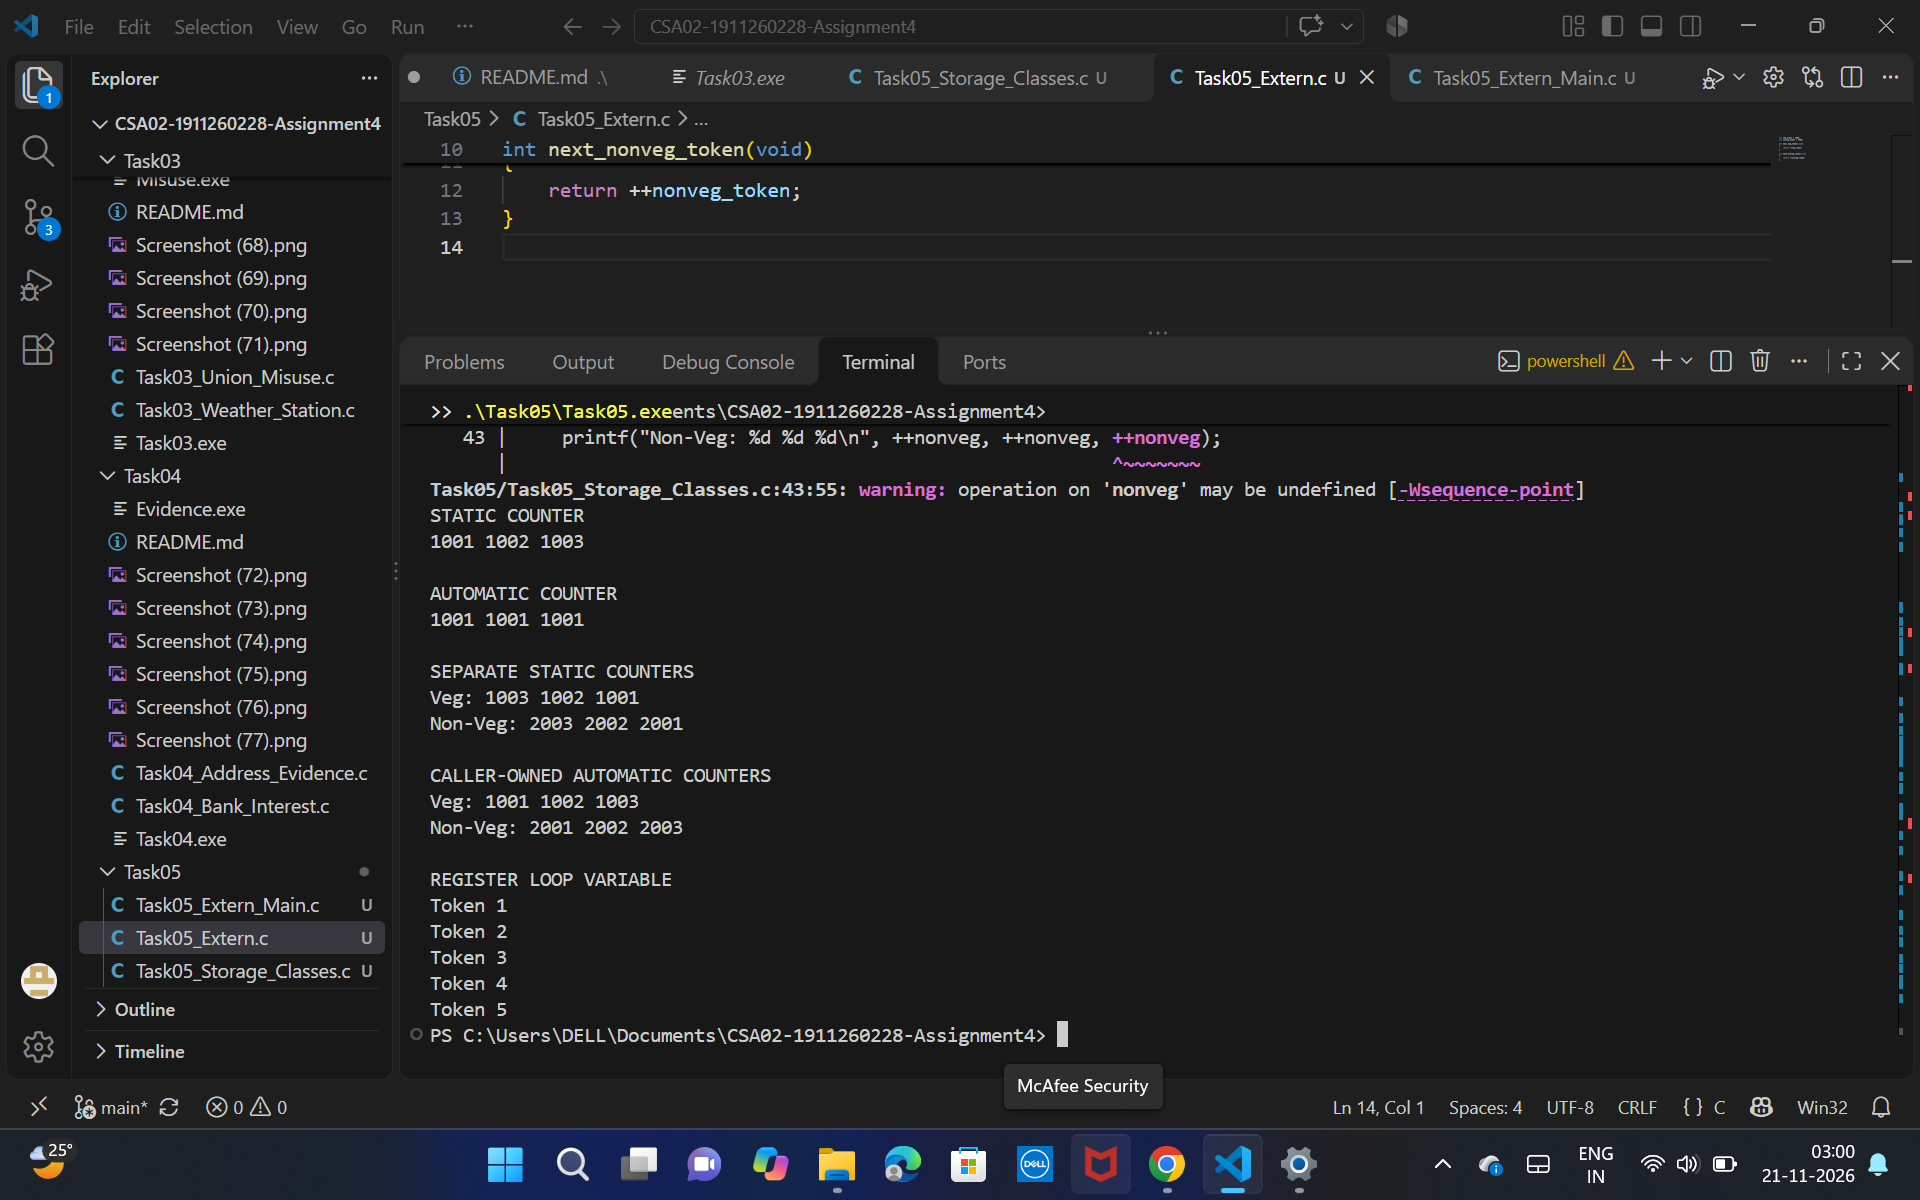 File Edit Selection View Go Run ...
CSA02-1911260228-Assignment4
Explorer
CSA02-1911260228-Assignment4
Task03
Misuse.exe
README.md
Screenshot (68).png
Screenshot (69).png
Screenshot (70).png
Screenshot (71).png
Task03_Union_Misuse.c
Task03_Weather_Station.c
Task03.exe
Task04
Evidence.exe
README.md
Screenshot (72).png
Screenshot (73).png
Screenshot (74).png
Screenshot (75).png
Screenshot (76).png
Screenshot (77).png
Task04_Address_Evidence.c
Task04_Bank_Interest.c
Task04.exe
Task05
Task05_Extern_Main.c U
Task05_Extern.c U
Task05_Storage_Classes.c U
Outline
Timeline
1
3
README.md .\ Task03.exe C Task05_Storage_Classes.c U C Task05_Extern.c U C Task05_Extern_Main.c U
Task05 > C Task05_Extern.c > ...
10 int next_nonveg_token(void)
11 {
12 return ++nonveg_token;
13 }
14
Problems Output Debug Console Terminal Ports
powershell
>> .\Task05\Task05.exeents\CSA02-1911260228-Assignment4>
43 | printf("Non-Veg: %d %d %d\n", ++nonveg, ++nonveg, ++nonveg);
| ^~~~~~~~
Task05/Task05_Storage_Classes.c:43:55: warning: operation on 'nonveg' may be undefined [-Wsequence-point]
STATIC COUNTER
1001 1002 1003
AUTOMATIC COUNTER
1001 1001 1001
SEPARATE STATIC COUNTERS
Veg: 1003 1002 1001
Non-Veg: 2003 2002 2001
CALLER-OWNED AUTOMATIC COUNTERS
Veg: 1001 1002 1003
Non-Veg: 2001 2002 2003
REGISTER LOOP VARIABLE
Token 1
Token 2
Token 3
Token 4
Token 5
PS C:\Users\DELL\Documents\CSA02-1911260228-Assignment4>
McAfee Security
main* 0 0
Ln 14, Col 1 Spaces: 4 UTF-8 CRLF {} C Win32
25°
DELL
ENG
IN
03:00
21-11-2026